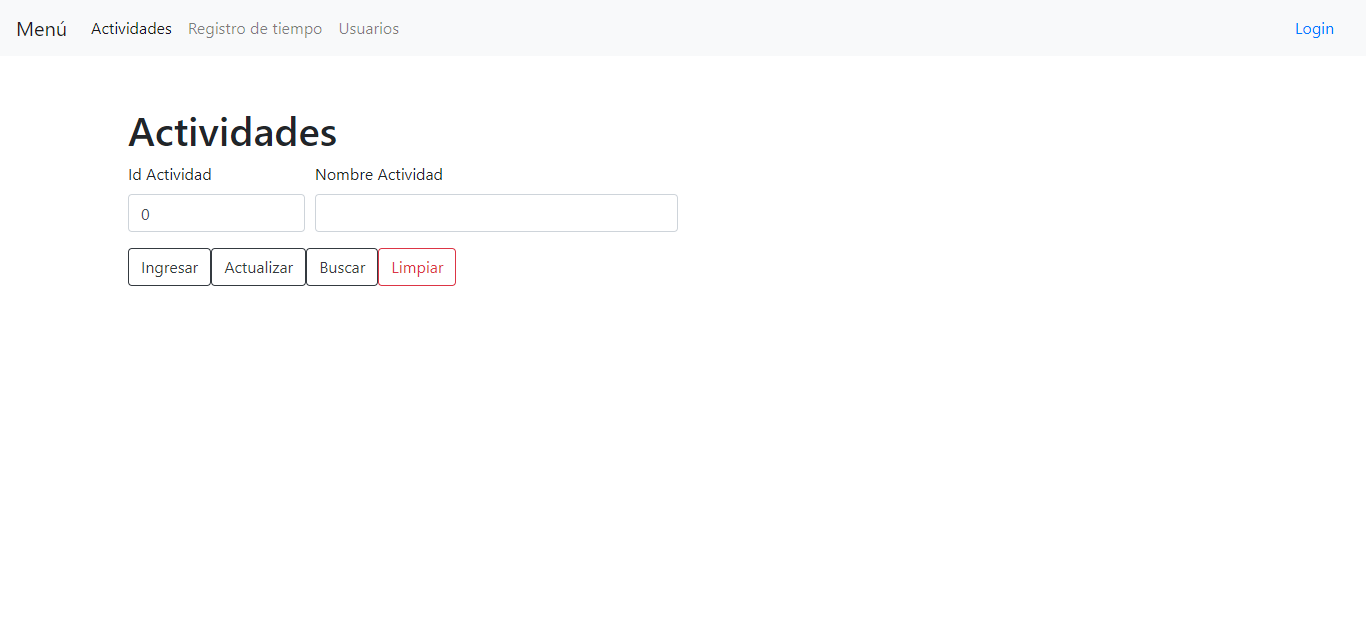 Menú Actividades Registro de tiempo Usuarios Login
Actividades
Id Actividad Nombre Actividad
0
Ingresar Actualizar Buscar Limpiar